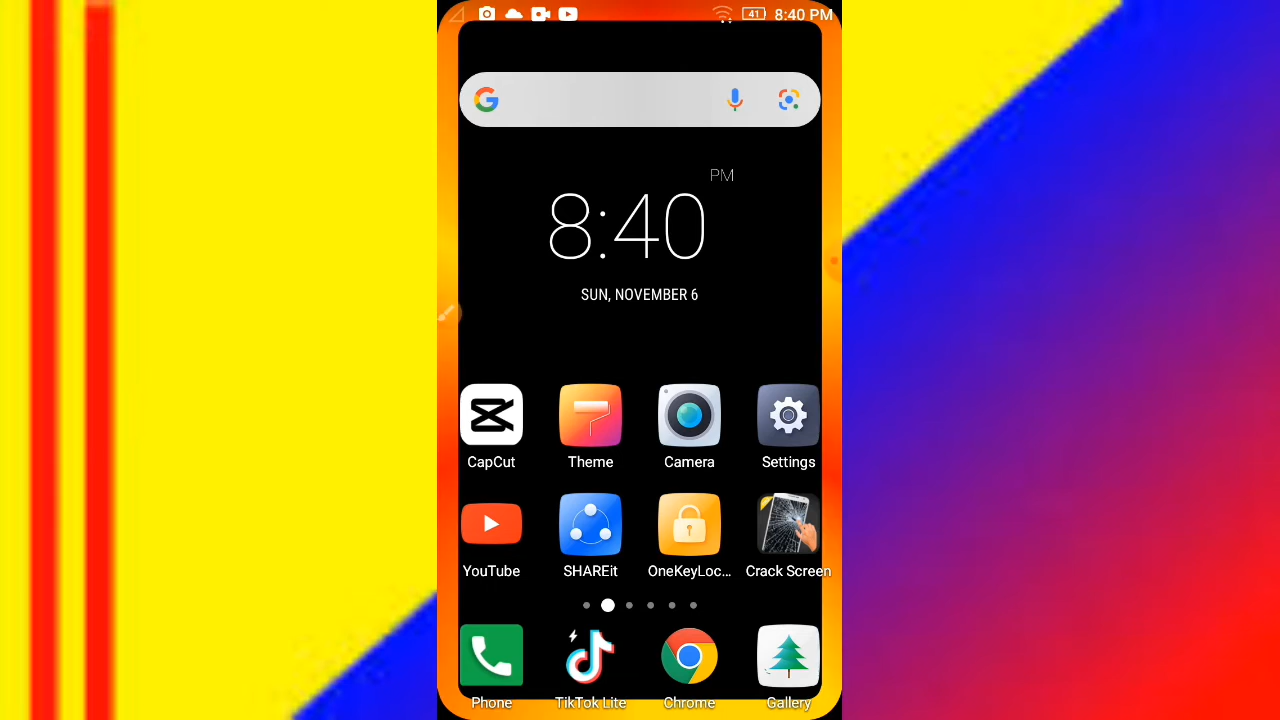 41 8:40 PM
PM
8:40
SUN, NOVEMBER 6
CapCut Theme Camera Settings
YouTube SHAREit OneKeyLoc... Crack Screen
Phone TikTok Lite Chrome Gallery